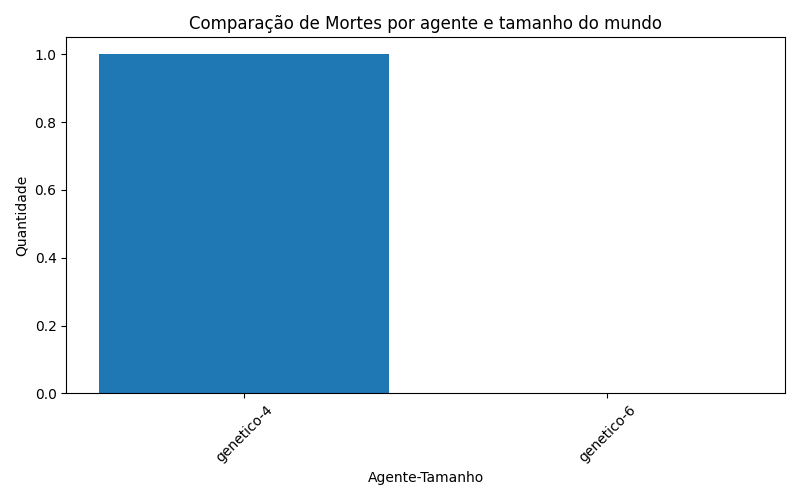 Comparação de Mortes por agente e tamanho do mundo
Quantidade
1.0
0.8
0.6
0.4
0.2
0.0
genetico-4
genetico-6
Agente-Tamanho